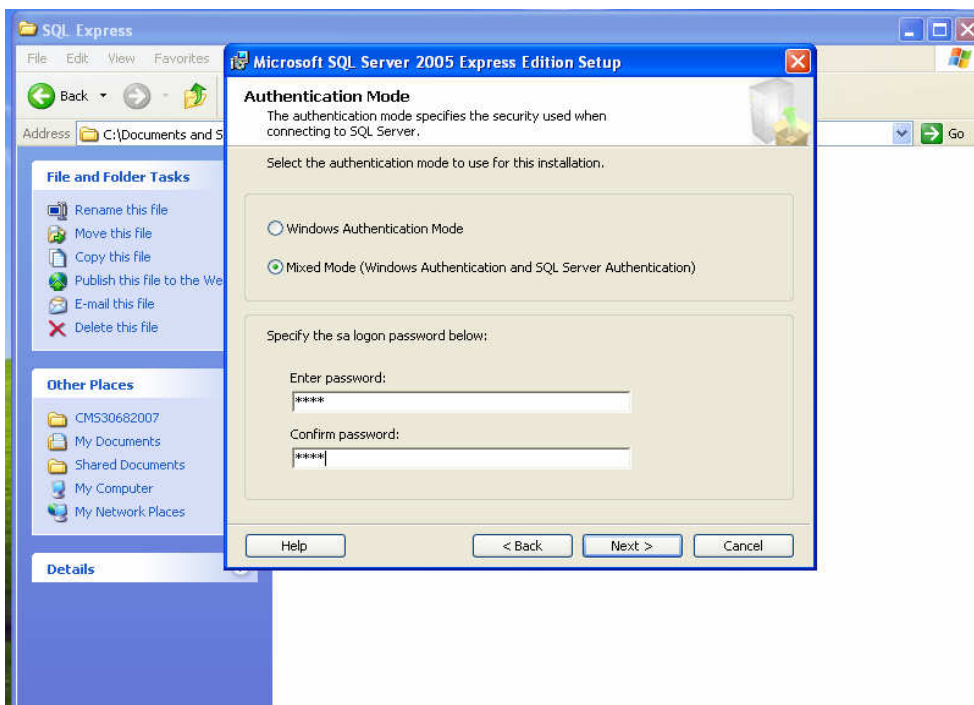 SQL Express
File Edit View Favorites
Back
Address C:\Documents and S
Go
File and Folder Tasks
Rename this file
Move this file
Copy this file
Publish this file to the We
E-mail this file
Delete this file
Other Places
CMS30682007
My Documents
Shared Documents
My Computer
My Network Places
Details
Microsoft SQL Server 2005 Express Edition Setup
Authentication Mode
The authentication mode specifies the security used when
connecting to SQL Server.
Select the authentication mode to use for this installation.
Windows Authentication Mode
Mixed Mode (Windows Authentication and SQL Server Authentication)
Specify the sa logon password below:
Enter password:
****
Confirm password:
****
Help < Back Next > Cancel